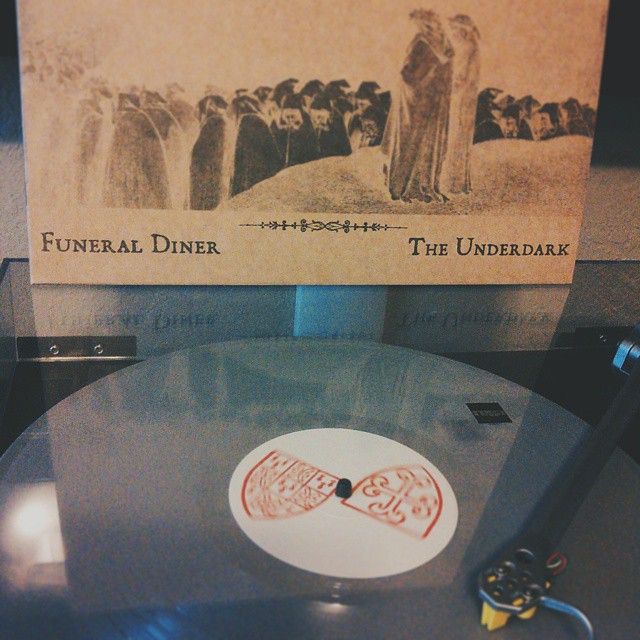 Funeral Diner
The Underdark